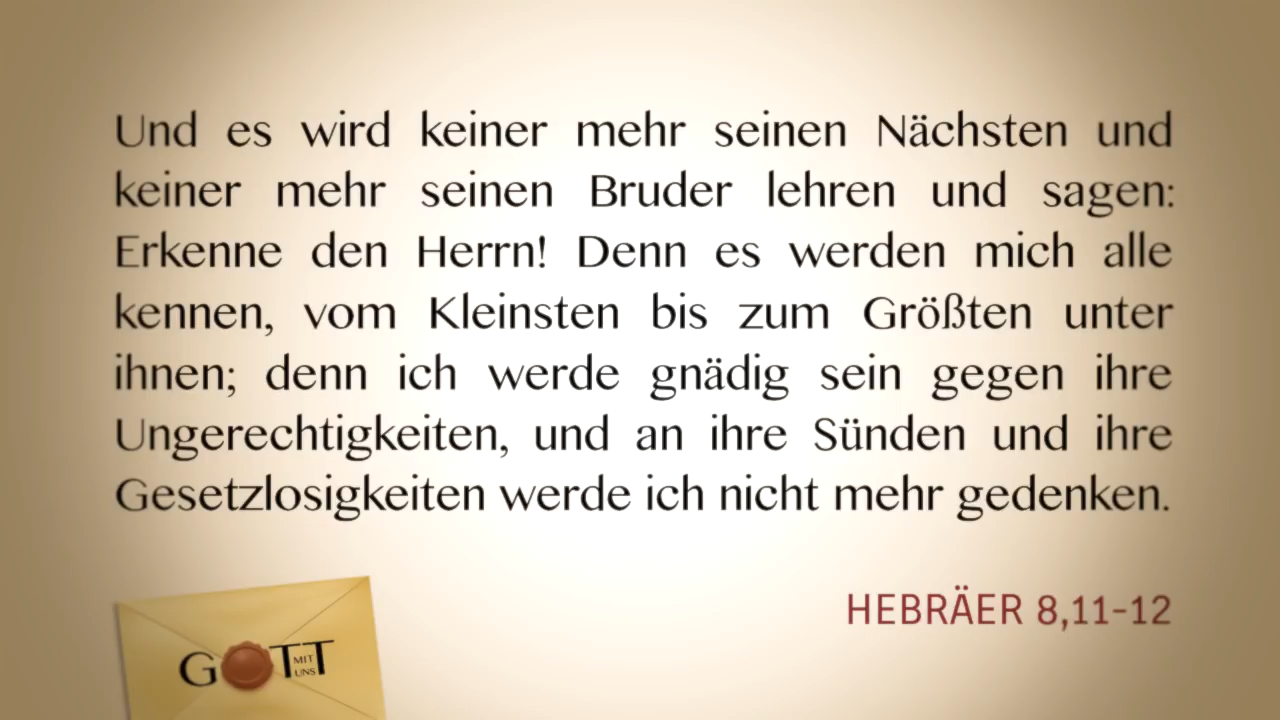 Und es wird keiner mehr seinen Nächsten und
keiner mehr seinen Bruder lehren und sagen:
Erkenne den Herrn! Denn es werden mich alle
kennen, vom Kleinsten bis zum Größten unter
ihnen; denn ich werde gnädig sein gegen ihre
Ungerechtigkeiten, und an ihre Sünden und ihre
Gesetzlosigkeiten werde ich nicht mehr gedenken.
HEBRÄER 8,11-12
GOTT
MIT
UNS